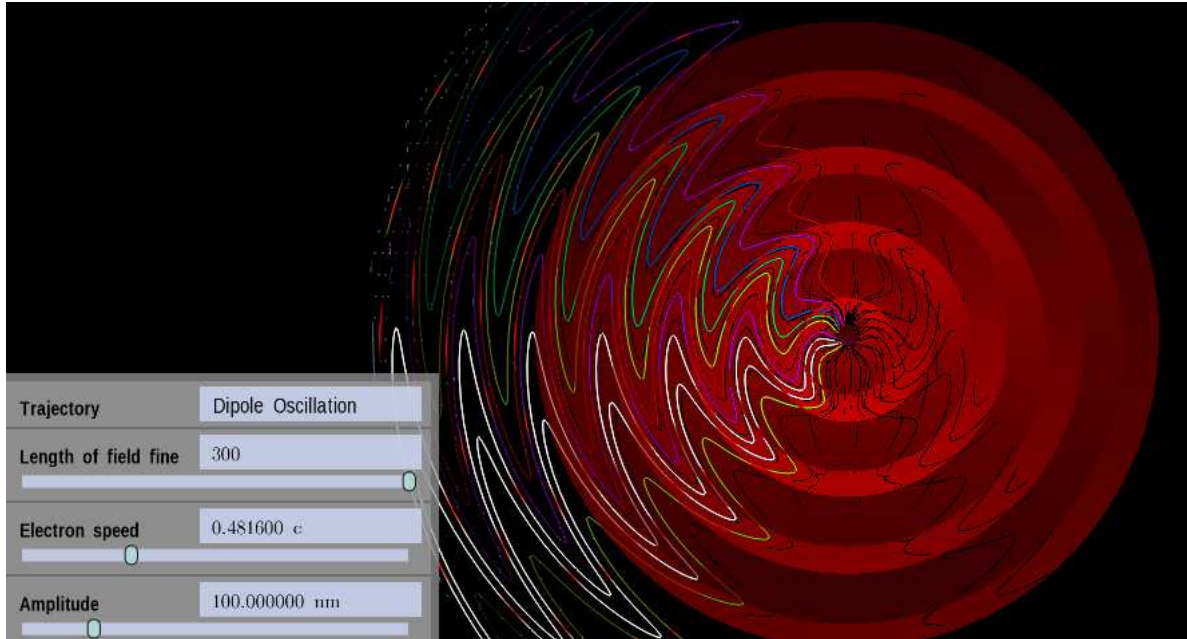 Trajectory Dipole Oscillation
Length of field fine 300
Electron speed 0.481600 c
Amplitude 100.000000 nm